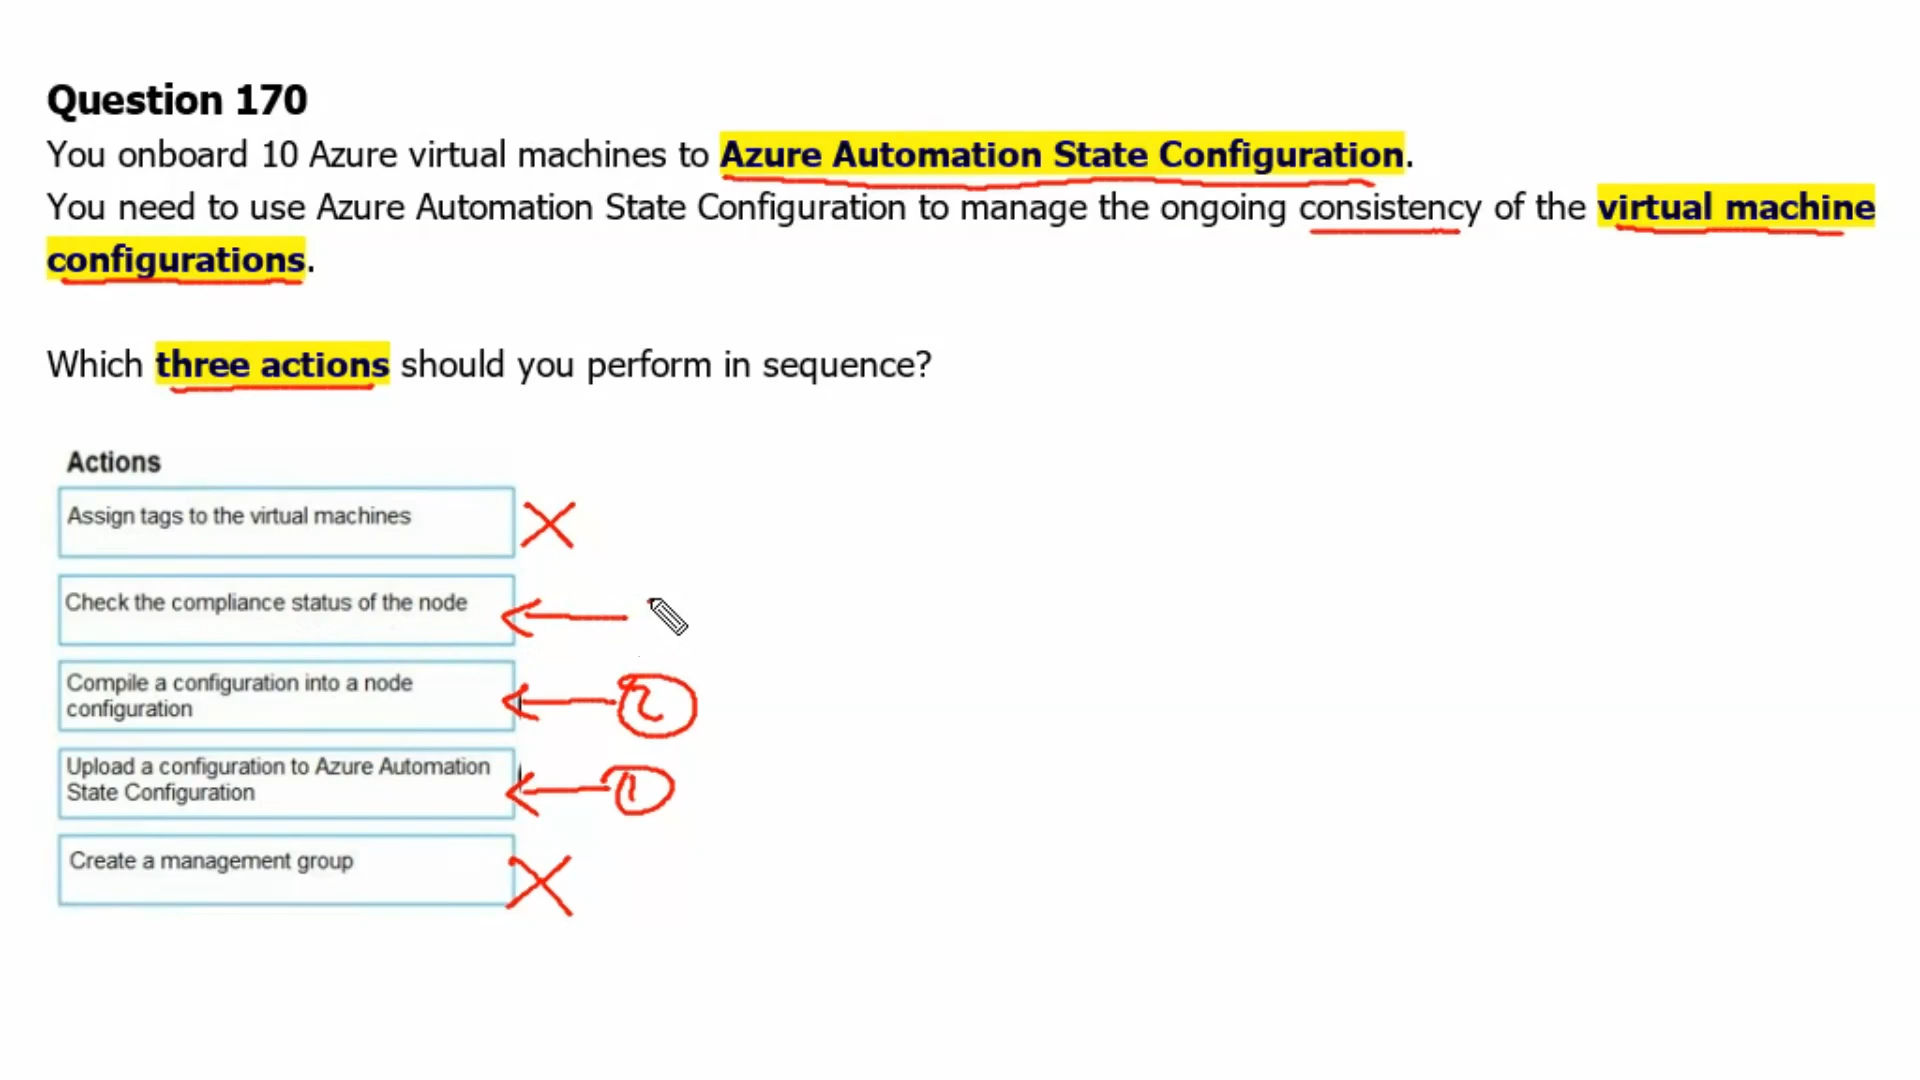 Question 170
You onboard 10 Azure virtual machines to Azure Automation State Configuration.
You need to use Azure Automation State Configuration to manage the ongoing consistency of the virtual machine
configurations.
Which three actions should you perform in sequence?
Actions
Assign tags to the virtual machines
Check the compliance status of the node
Compile a configuration into a node
configuration
2
Upload a configuration to Azure Automation
State Configuration
1
Create a management group